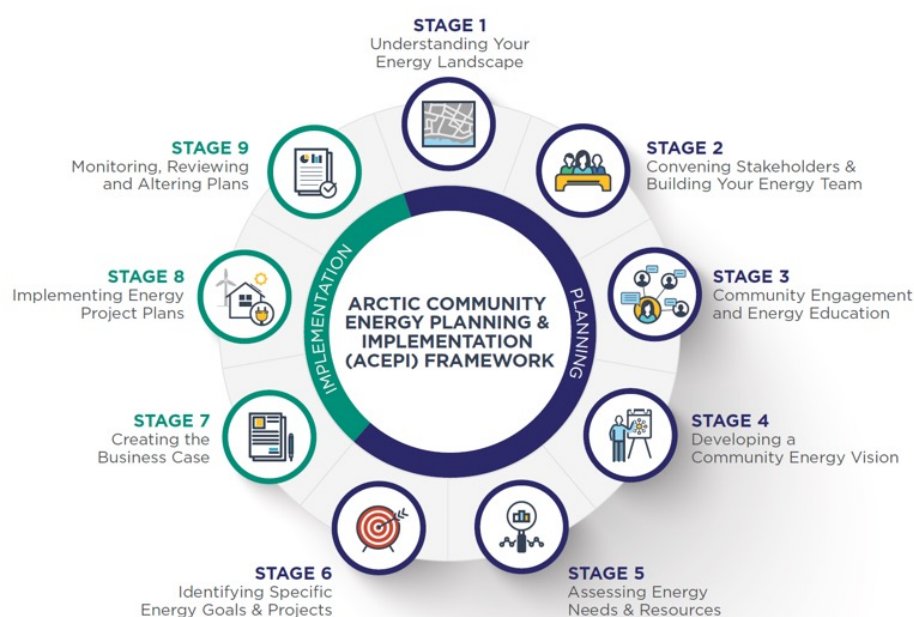 STAGE 1
Understanding Your
Energy Landscape
STAGE 2
Convening Stakeholders &
Building Your Energy Team
STAGE 3
Community Engagement
and Energy Education
STAGE 4
Developing a
Community Energy Vision
STAGE 5
Assessing Energy
Needs & Resources
STAGE 6
Identifying Specific
Energy Goals & Projects
STAGE 7
Creating the
Business Case
STAGE 8
Implementing Energy
Project Plans
STAGE 9
Monitoring, Reviewing
and Altering Plans
IMPLEMENTATION
PLANNING
ARCTIC COMMUNITY
ENERGY PLANNING &
IMPLEMENTATION
(ACEPI) FRAMEWORK